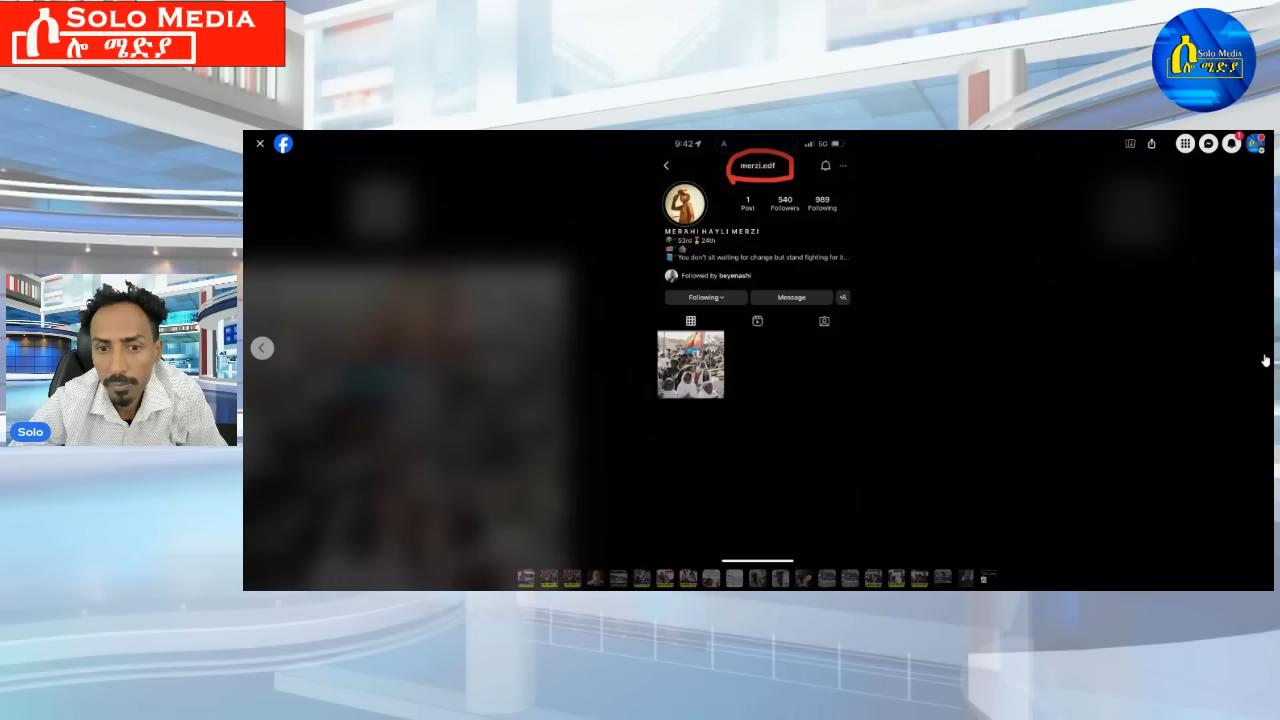 SOLO MEDIA
ሶሎ ሜድያ
Solo Media
ሶሎ ሜድያ
9:42
5G
merzi.edf
1
540
989
Post
Followers
Following
MERAHI HAYLI MERZI
53rd 24th
You don't sit waiting for change but stand fighting for it...
Followed by beyenashi
Following
Message
Solo